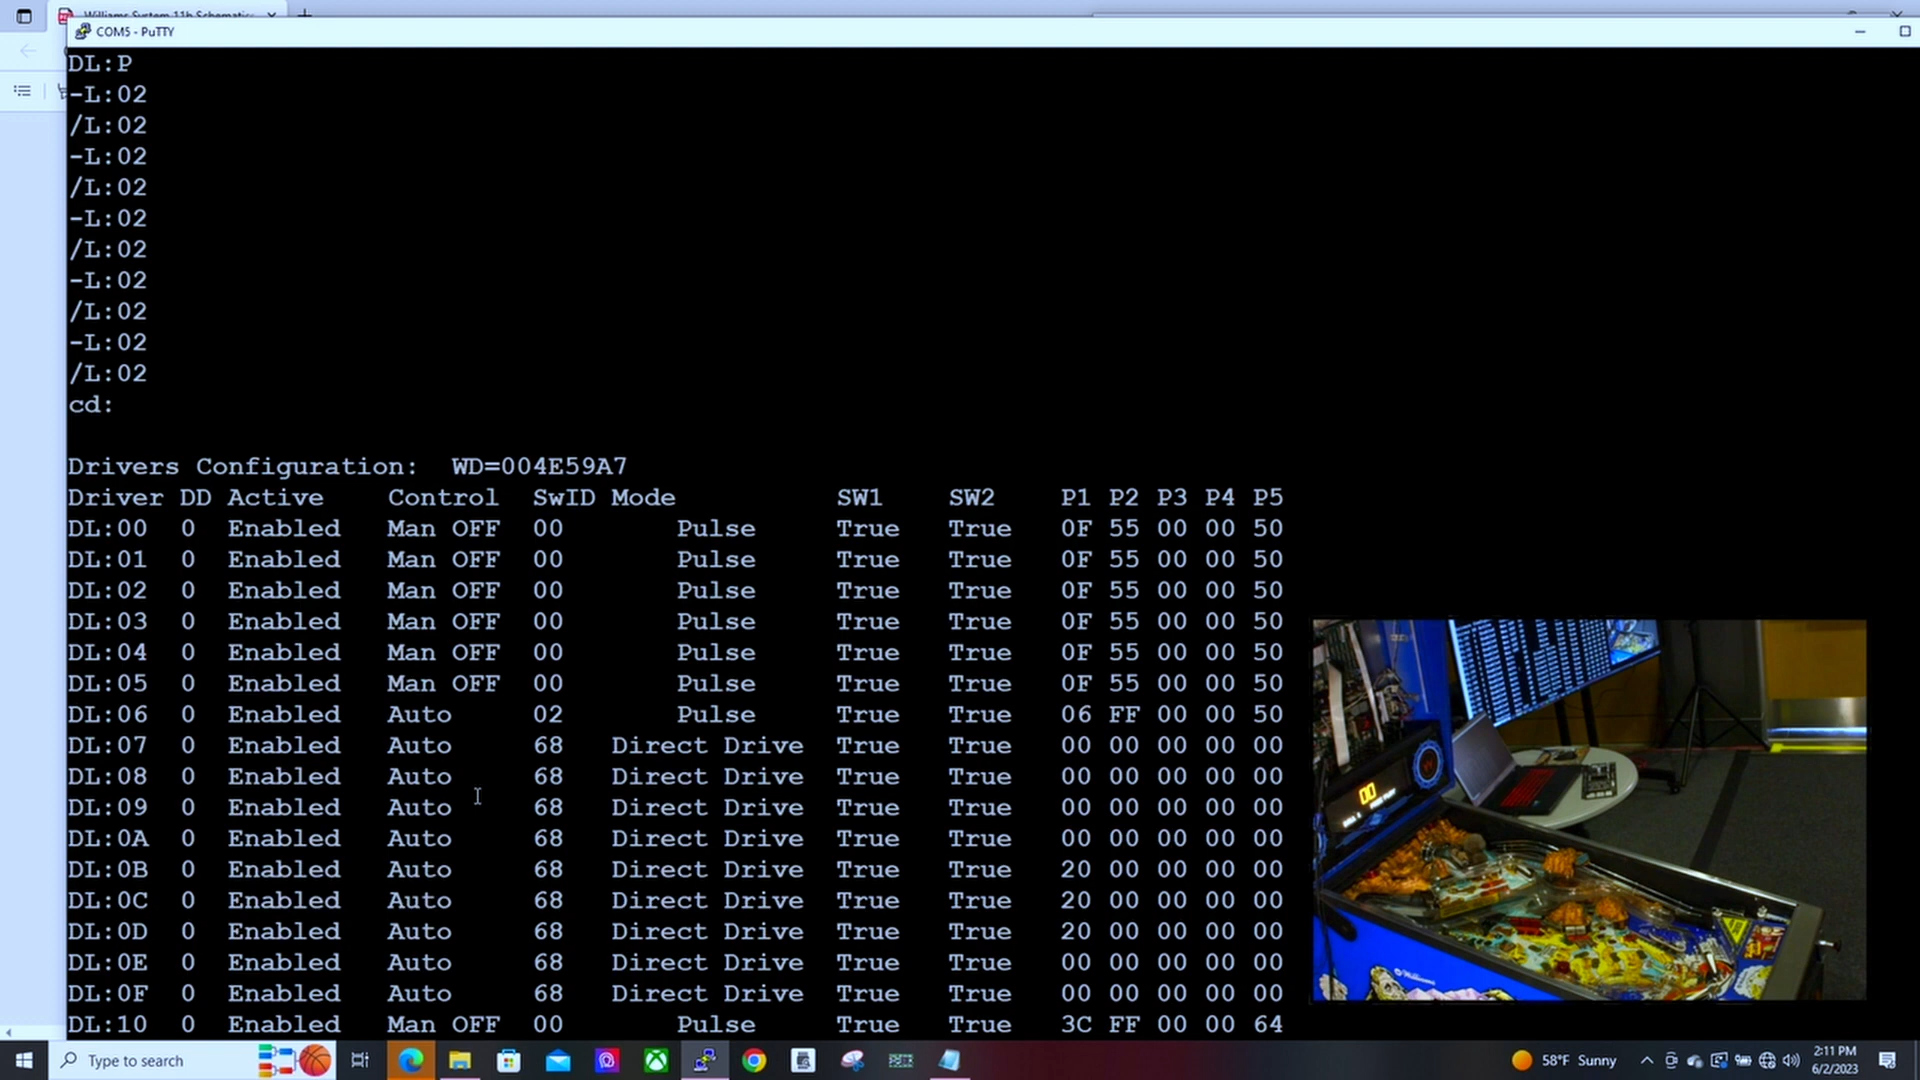 Williams System 11b Schematic
COM5 - PuTTY
DL:P
-L:02
/L:02
-L:02
/L:02
-L:02
/L:02
-L:02
/L:02
-L:02
/L:02
cd:
Drivers Configuration:  WD=004E59A7
Driver DD Active Control SwID Mode SW1 SW2 P1 P2 P3 P4 P5
DL:00 0 Enabled Man OFF 00 Pulse True True 0F 55 00 00 50
DL:01 0 Enabled Man OFF 00 Pulse True True 0F 55 00 00 50
DL:02 0 Enabled Man OFF 00 Pulse True True 0F 55 00 00 50
DL:03 0 Enabled Man OFF 00 Pulse True True 0F 55 00 00 50
DL:04 0 Enabled Man OFF 00 Pulse True True 0F 55 00 00 50
DL:05 0 Enabled Man OFF 00 Pulse True True 0F 55 00 00 50
DL:06 0 Enabled Auto 02 Pulse True True 06 FF 00 00 50
DL:07 0 Enabled Auto 68 Direct Drive True True 00 00 00 00 00
DL:08 0 Enabled Auto 68 Direct Drive True True 00 00 00 00 00
DL:09 0 Enabled Auto 68 Direct Drive True True 00 00 00 00 00
DL:0A 0 Enabled Auto 68 Direct Drive True True 00 00 00 00 00
DL:0B 0 Enabled Auto 68 Direct Drive True True 20 00 00 00 00
DL:0C 0 Enabled Auto 68 Direct Drive True True 20 00 00 00 00
DL:0D 0 Enabled Auto 68 Direct Drive True True 20 00 00 00 00
DL:0E 0 Enabled Auto 68 Direct Drive True True 00 00 00 00 00
DL:0F 0 Enabled Auto 68 Direct Drive True True 00 00 00 00 00
DL:10 0 Enabled Man OFF 00 Pulse True True 3C FF 00 00 64
00
Williams
Type to search
58°F Sunny
2:11 PM
6/2/2023